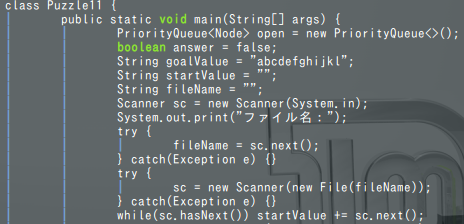 class Puzzle11 {
public static void main(String[] args) {
PriorityQueue<Node> open = new PriorityQueue<>();
boolean answer = false;
String goalValue = "abcdefghijkl";
String startValue = "";
String fileName = "";
Scanner sc = new Scanner(System.in);
System.out.print("ファイル名：");
try {
fileName = sc.next();
} catch(Exception e) {}
try {
sc = new Scanner(new File(fileName));
} catch(Exception e) {}
while(sc.hasNext()) startValue += sc.next();